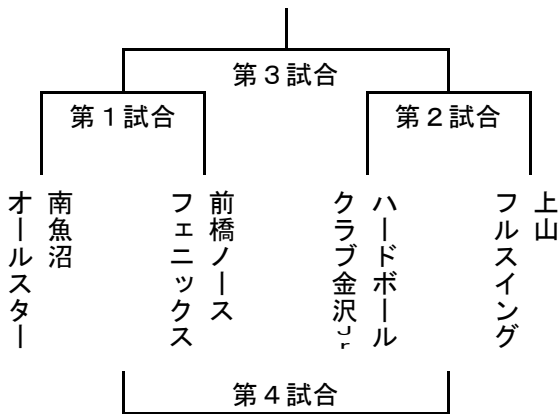 第３試合
第１試合
第２試合
南魚沼
オールスター
前橋ノース
フェニックス
ハードボール
クラブ金沢Jr
上山
フルスイング
第４試合